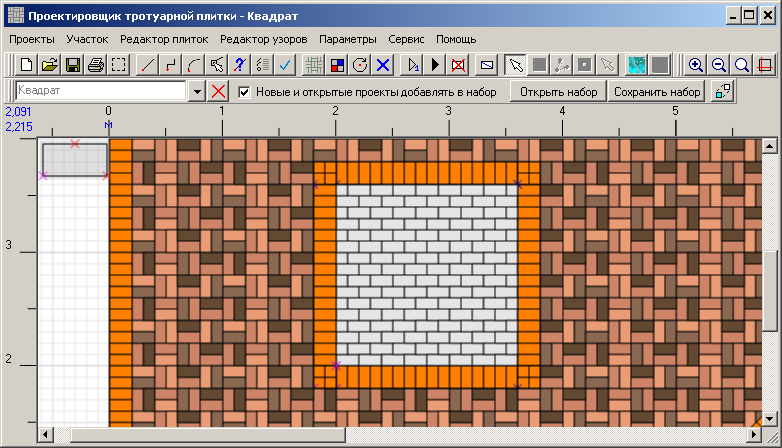 Проектировщик тротуарной плитки - Квадрат
Проекты Участок Редактор плиток Редактор узоров Параметры Сервис Помощь
Квадрат Новые и открытые проекты добавлять в набор Открыть набор Сохранить набор
2,091 0 1 2 3 4 5
2,215 м
3
2